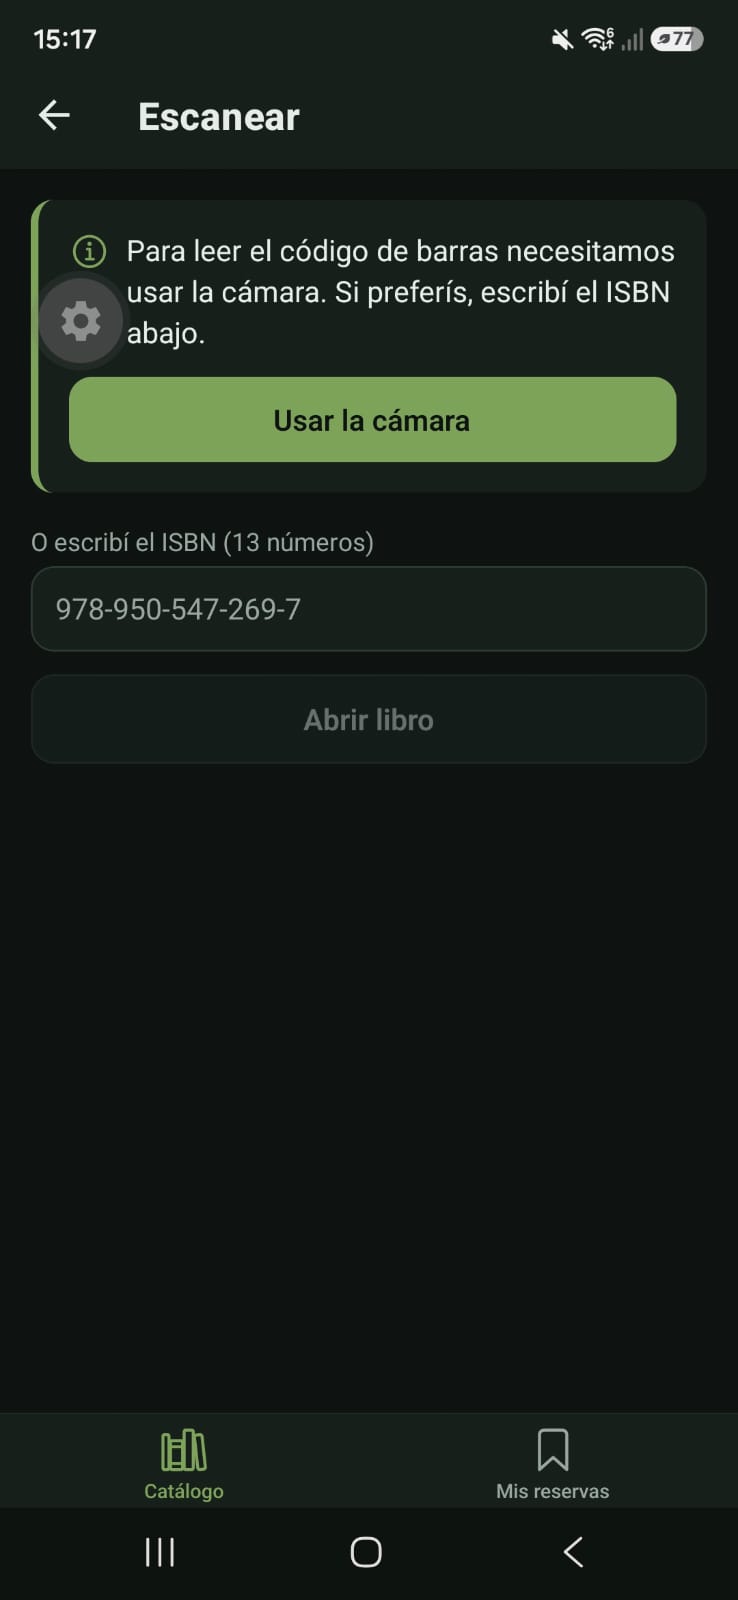 15:17
6
77
Escanear
Para leer el código de barras necesitamos
usar la cámara. Si preferís, escribí el ISBN
abajo.
Usar la cámara
O escribí el ISBN (13 números)
978-950-547-269-7
Abrir libro
Catálogo
Mis reservas